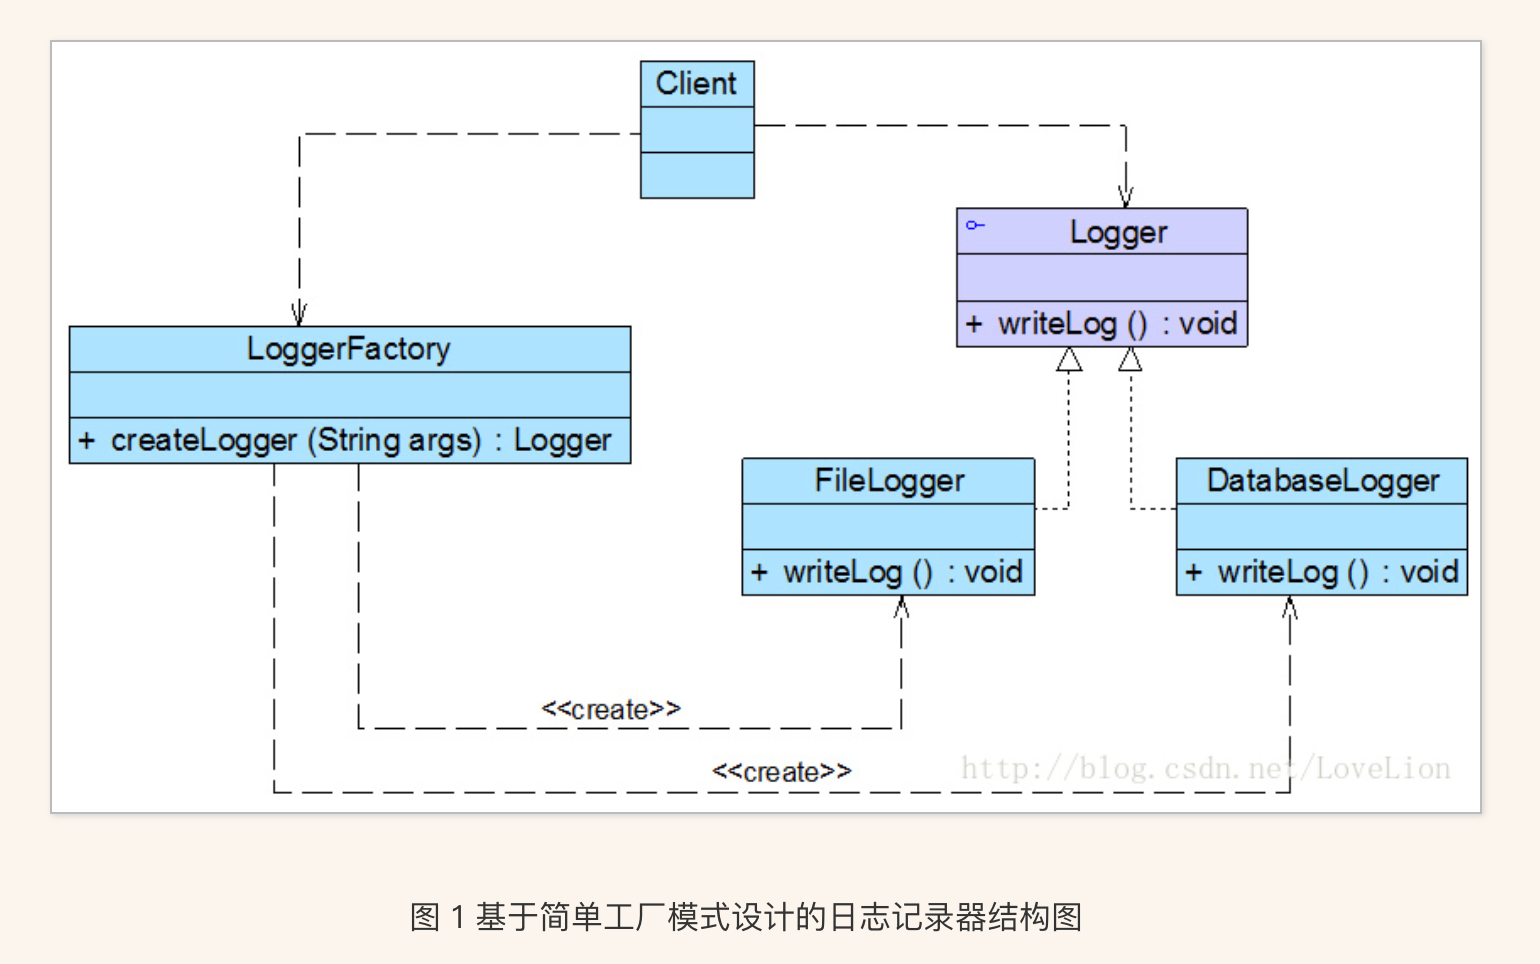 Client
Logger
+ writeLog () : void
LoggerFactory
+ createLogger (String args) : Logger
FileLogger
+ writeLog () : void
DatabaseLogger
+ writeLog () : void
<<create>>
<<create>>
http://blog.csdn.net/LoveLion
图 1 基于简单工厂模式设计的日志记录器结构图